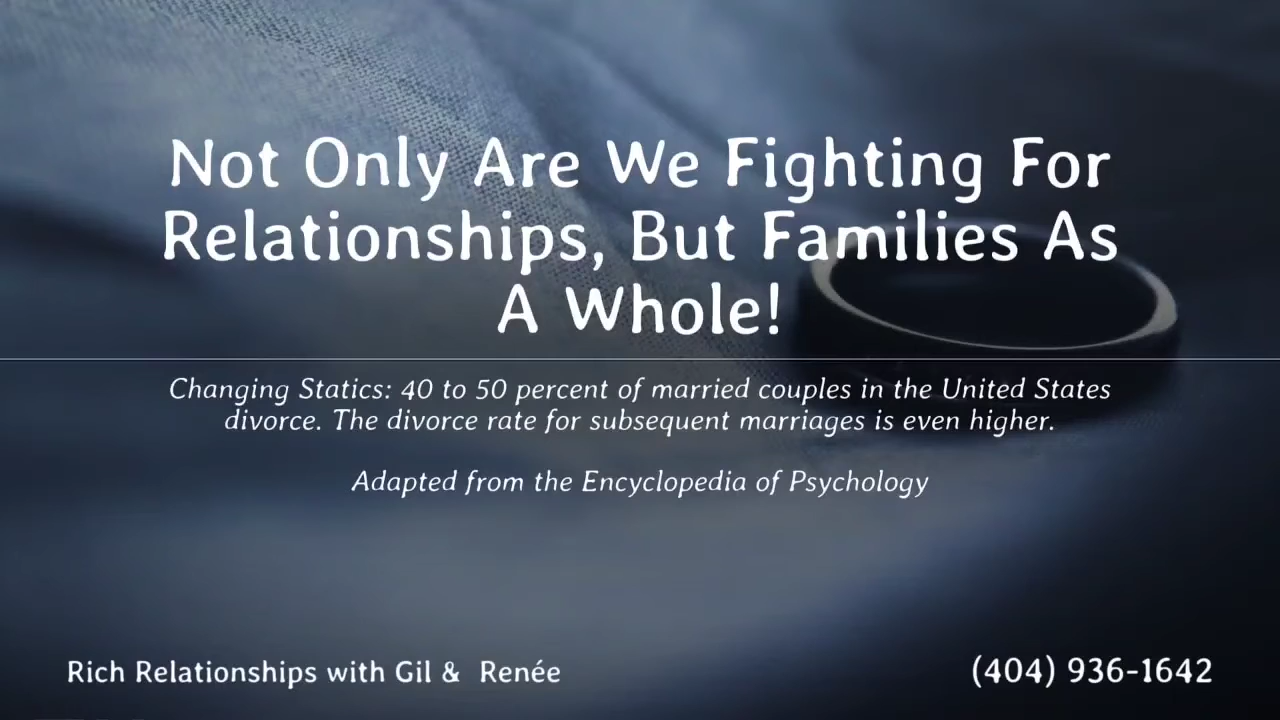 Not Only Are We Fighting For
Relationships, But Families As
A Whole!
Changing Statics: 40 to 50 percent of married couples in the United States
divorce. The divorce rate for subsequent marriages is even higher.
Adapted from the Encyclopedia of Psychology
Rich Relationships with Gil &  Renée
(404) 936-1642